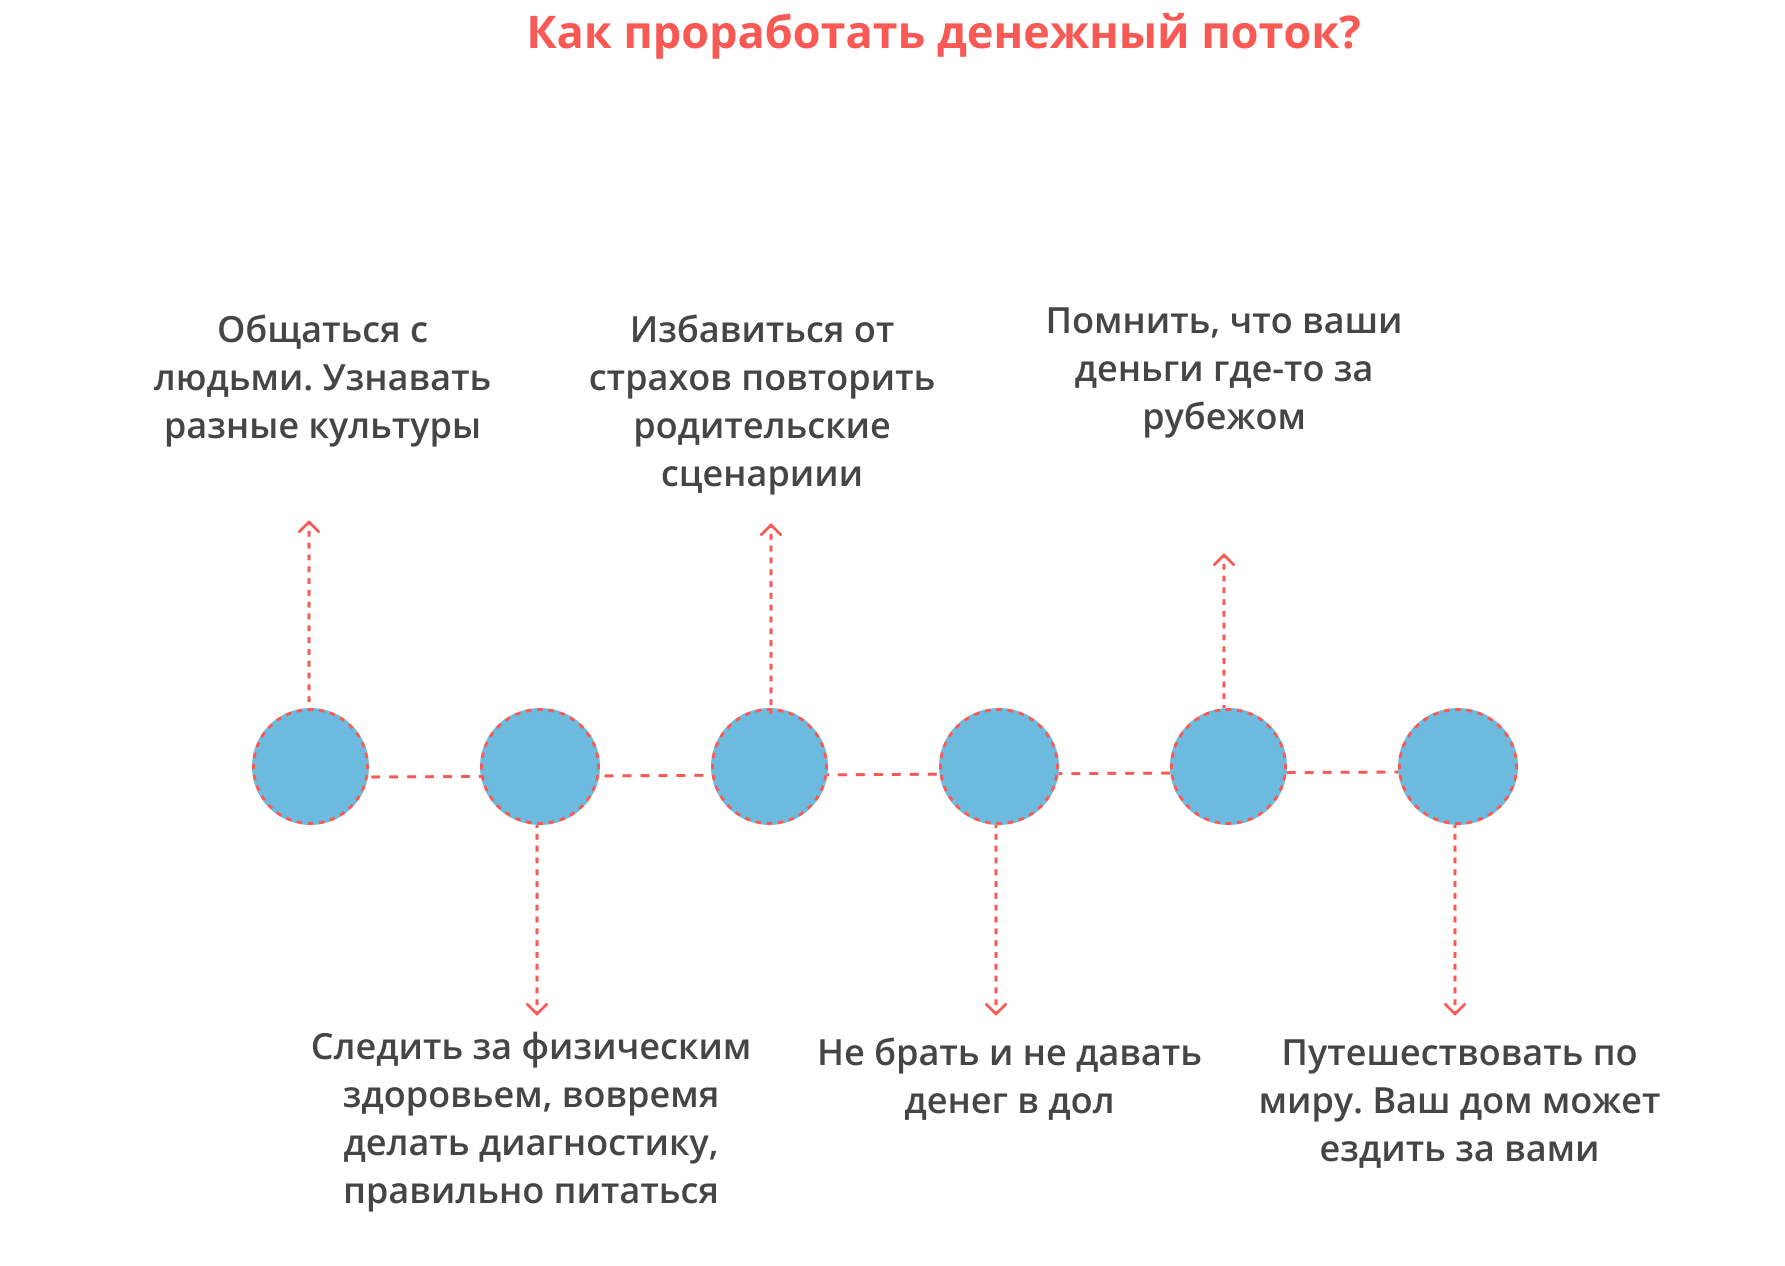 Как проработать денежный поток?
Общаться с
людьми. Узнавать
разные культуры
Избавиться от
страхов повторить
родительские
сценариии
Помнить, что ваши
деньги где-то за
рубежом
Следить за физическим
здоровьем, вовремя
делать диагностику,
правильно питаться
Не брать и не давать
денег в дол
Путешествовать по
миру. Ваш дом может
ездить за вами